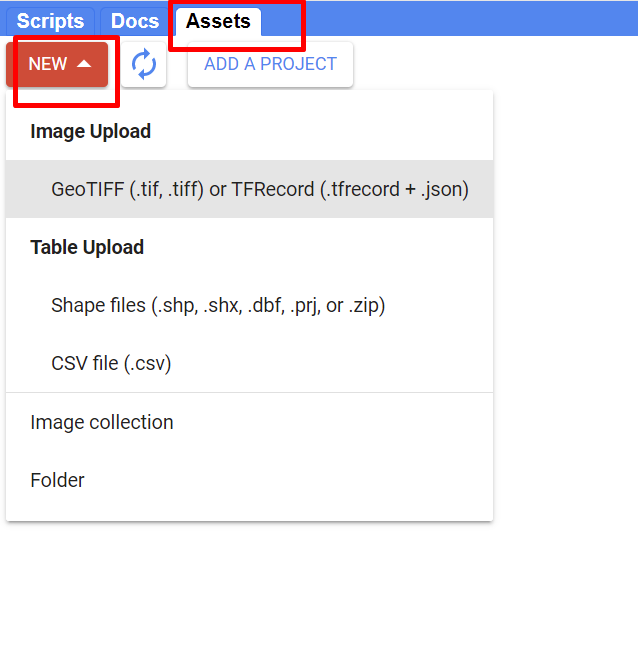 Scripts Docs Assets
NEW ADD A PROJECT
Image Upload
GeoTIFF (.tif, .tiff) or TFRecord (.tfrecord + .json)
Table Upload
Shape files (.shp, .shx, .dbf, .prj, or .zip)
CSV file (.csv)
Image collection
Folder